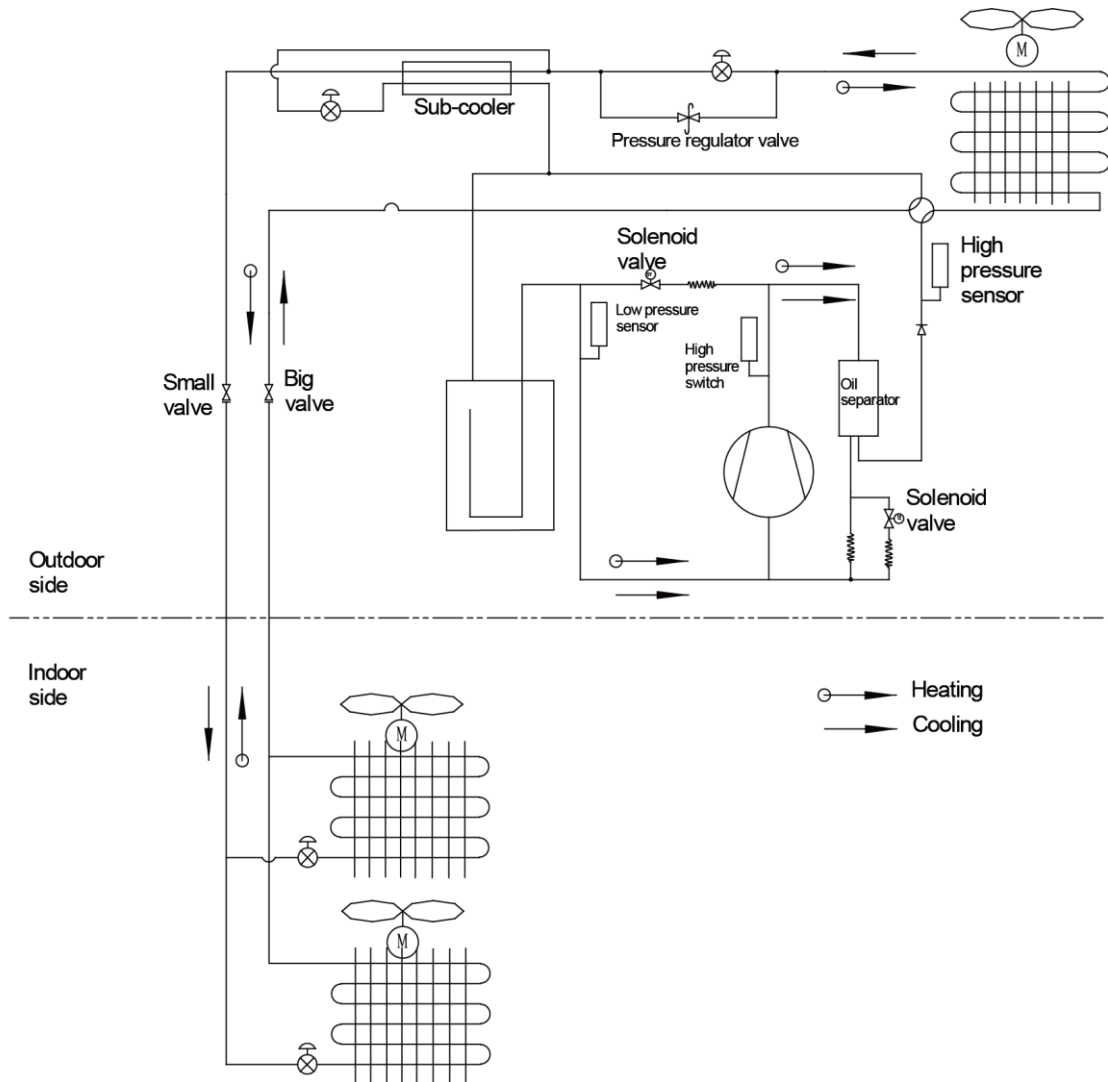 M
Sub-cooler
Pressure regulator valve
Solenoid
valve
High
pressure
sensor
Low pressure
sensor
High
pressure
switch
Small
valve
Big
valve
Oil
separator
Solenoid
valve
Outdoor
side
Indoor
side
Heating
Cooling
M
M